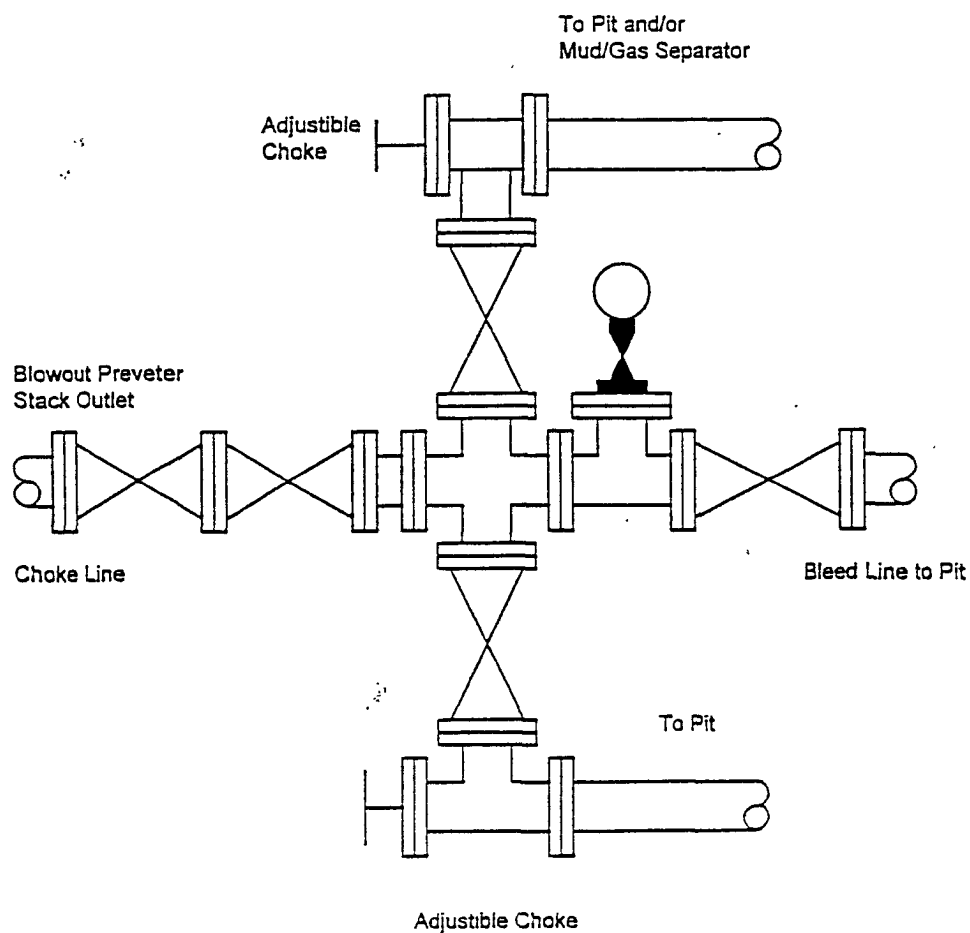 To Pit and/or
Mud/Gas Separator
Adjustible
Choke
Blowout Preveter
Stack Outlet
Choke Line
Bleed Line to Pit
To Pit
Adjustible Choke